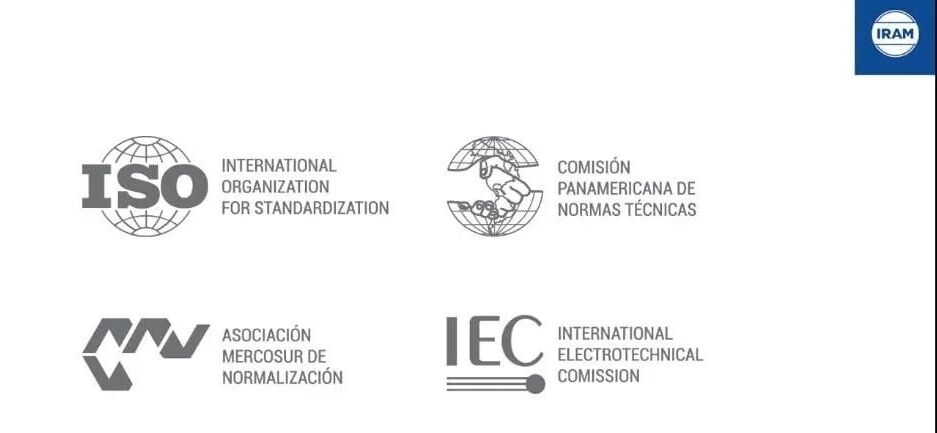 IRAM
ISO
INTERNATIONAL
ORGANIZATION
FOR STANDARDIZATION
COMISIÓN
PANAMERICANA DE
NORMAS TÉCNICAS
ASOCIACIÓN
MERCOSUR DE
NORMALIZACIÓN
IEC
INTERNATIONAL
ELECTROTECHNICAL
COMISSION